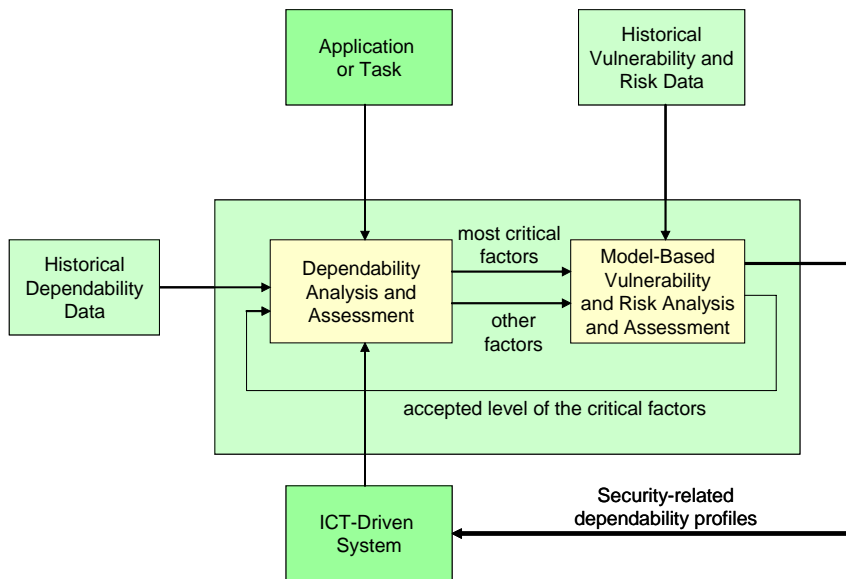 Application
or Task
Historical
Vulnerability and
Risk Data
Historical
Dependability
Data
Dependability
Analysis and
Assessment
most critical
factors
other
factors
Model-Based
Vulnerability
and Risk Analysis
and Assessment
accepted level of the critical factors
ICT-Driven
System
Security-related
dependability profiles